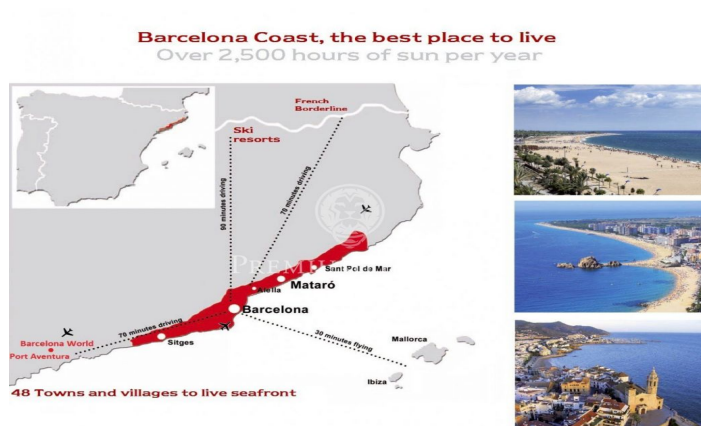 Barcelona Coast, the best place to live
Over 2,500 hours of sun per year
French
Borderline
Ski
resorts
90 minutes driving
70 minutes driving
PREMI
Sant Pol de Mar
Mataró
Alella
Barcelona
70 minutes driving
30 minutes flying
Barcelona World
Port Aventura
Sitges
Mallorca
Ibiza
48 Towns and villages to live seafront